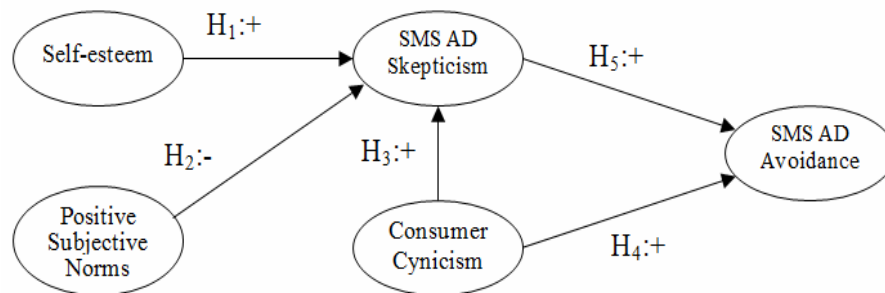 H₁:+
Self-esteem
SMS AD
Skepticism
H₅:+
H₂:-
H₃:+
SMS AD
Avoidance
Positive
Subjective
Norms
Consumer
Cynicism
H₄:+